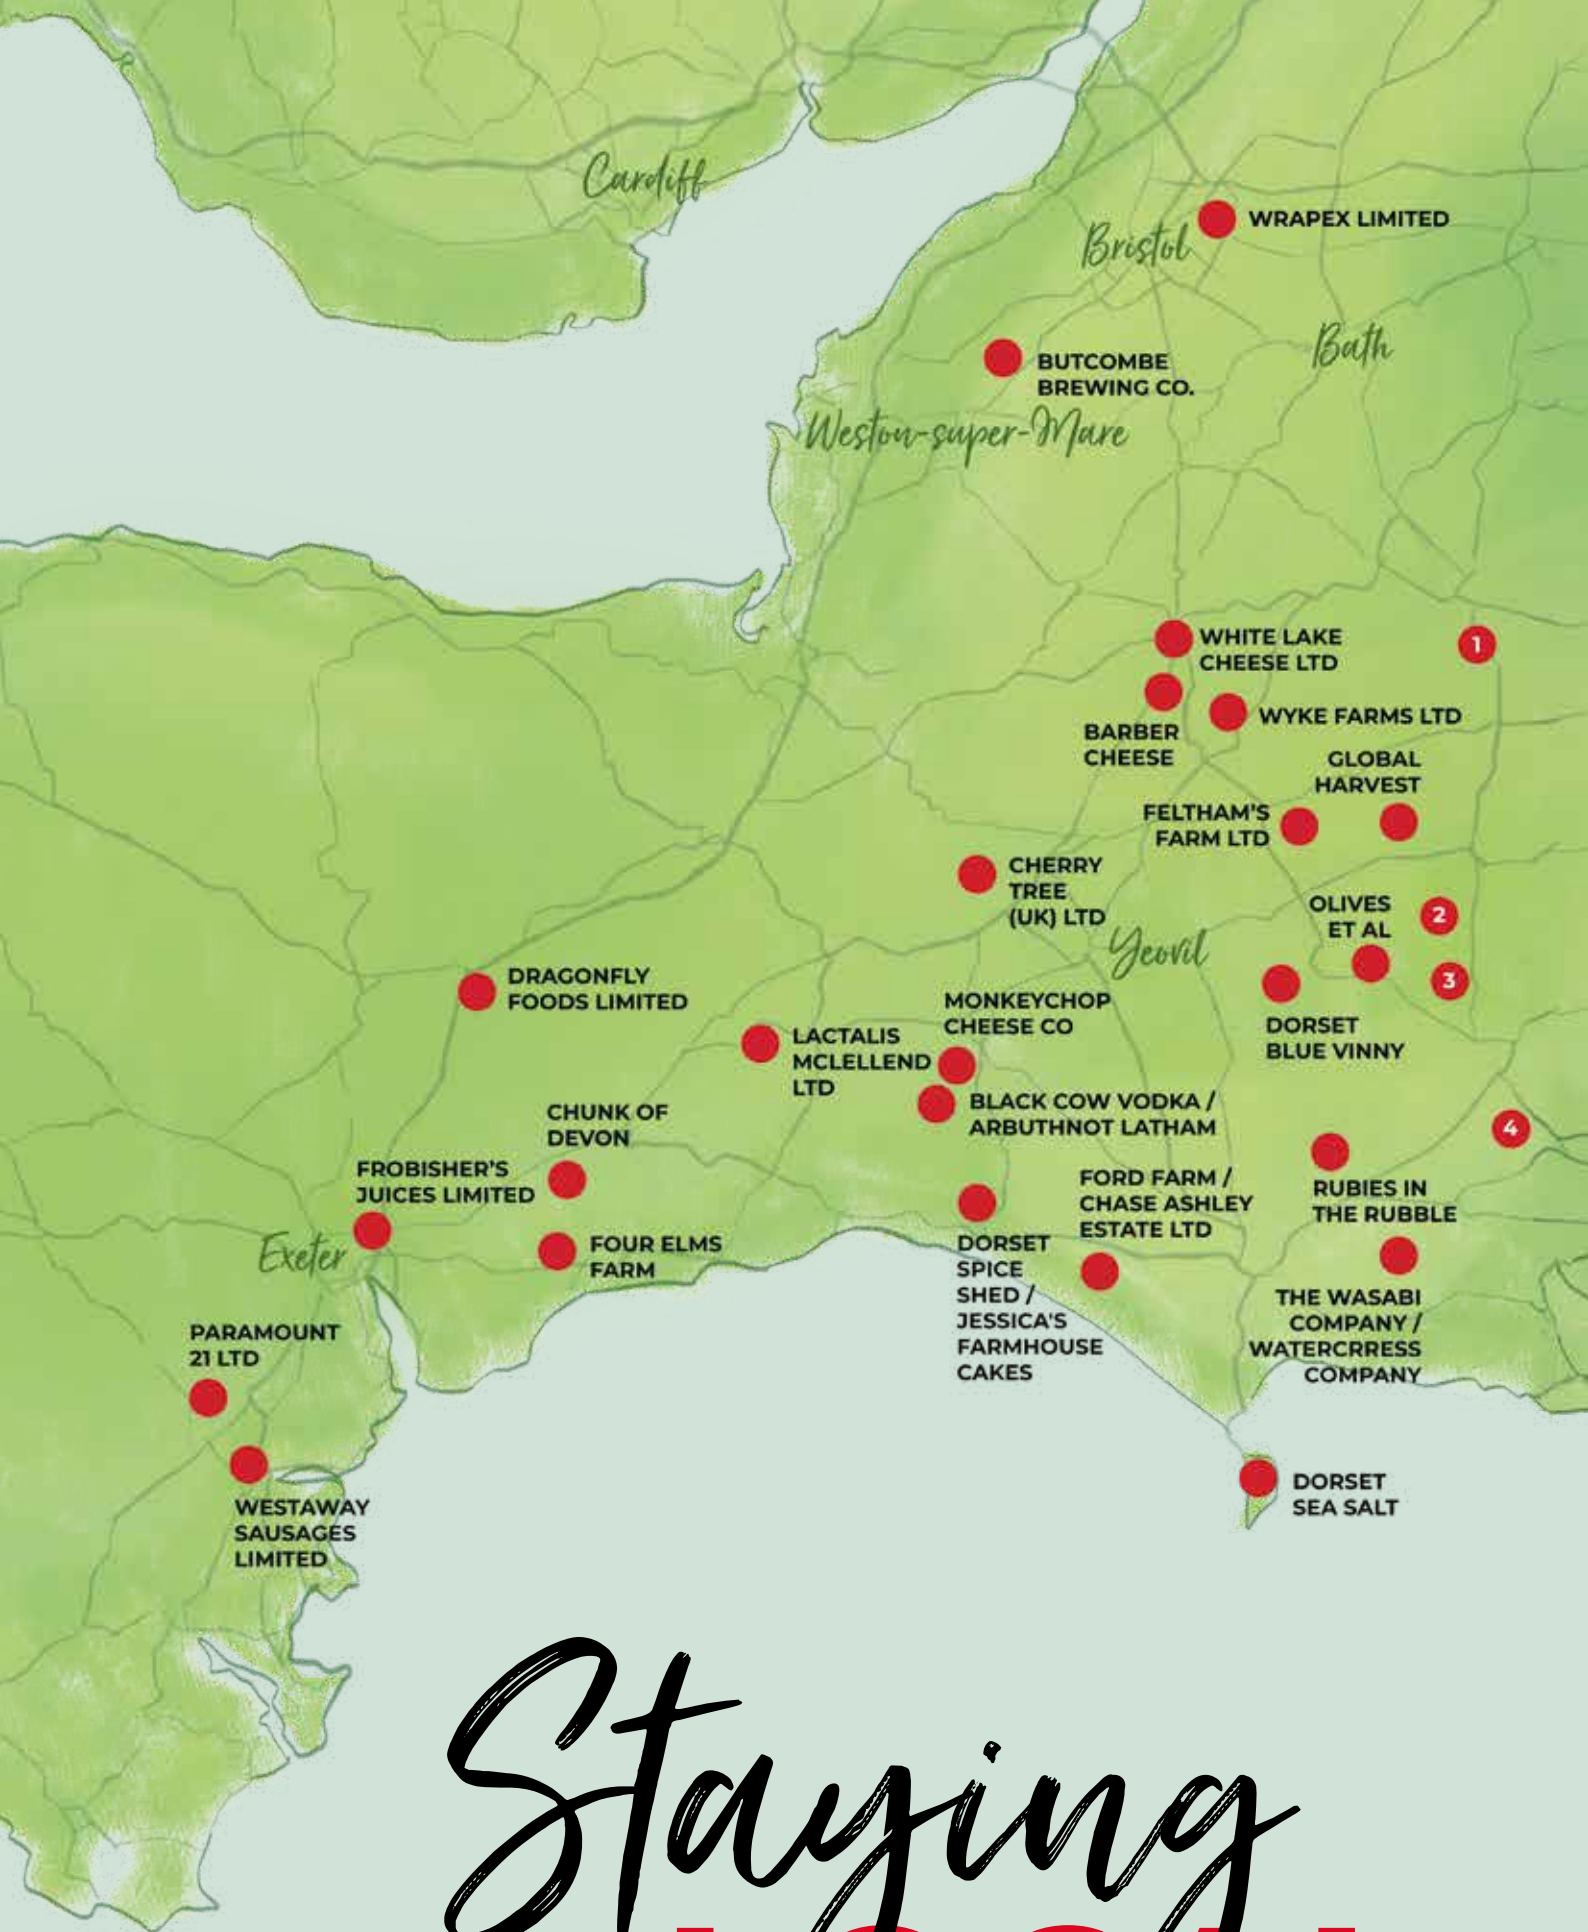 Cardiff
WRAPEX LIMITED
Bristol
Bath
BUTCOMBE
BREWING CO.
Weston-super-Mare
WHITE LAKE
CHEESE LTD
1
WYKE FARMS LTD
BARBER
CHEESE
GLOBAL
HARVEST
FELTHAM'S
FARM LTD
CHERRY
TREE
(UK) LTD
OLIVES
ET AL
2
Yeovil
3
DRAGONFLY
FOODS LIMITED
MONKEYCHOP
CHEESE CO
DORSET
BLUE VINNY
LACTALIS
MCLELLEND
LTD
BLACK COW VODKA /
ARBUTHNOT LATHAM
4
CHUNK OF
DEVON
FROBISHER'S
JUICES LIMITED
FORD FARM /
CHASE ASHLEY
ESTATE LTD
RUBIES IN
THE RUBBLE
Exeter
FOUR ELMS
FARM
DORSET
SPICE
SHED /
JESSICA'S
FARMHOUSE
CAKES
THE WASABI
COMPANY /
WATERCRRESS
COMPANY
PARAMOUNT
21 LTD
WESTAWAY
SAUSAGES
LIMITED
DORSET
SEA SALT
Staying